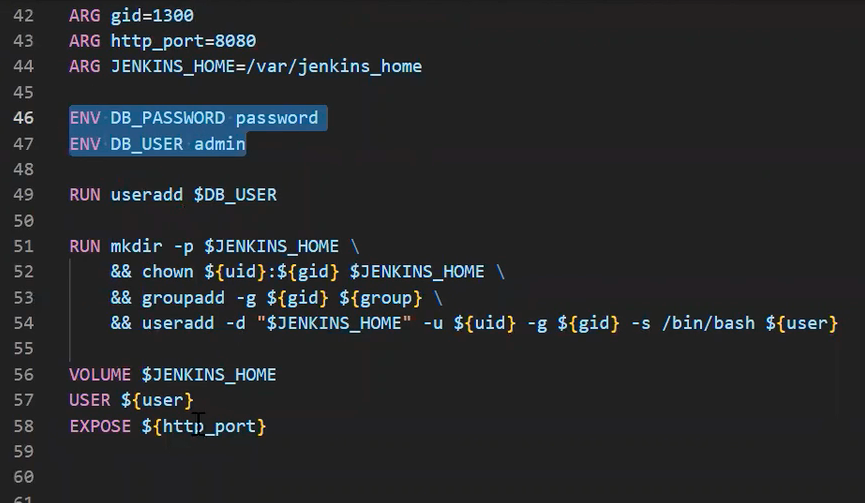 42 ARG gid=1300
43 ARG http_port=8080
44 ARG JENKINS_HOME=/var/jenkins_home
45
46 ENV DB_PASSWORD password
47 ENV DB_USER admin
48
49 RUN useradd $DB_USER
50
51 RUN mkdir -p $JENKINS_HOME \
52 && chown ${uid}:${gid} $JENKINS_HOME \
53 && groupadd -g ${gid} ${group} \
54 && useradd -d "$JENKINS_HOME" -u ${uid} -g ${gid} -s /bin/bash ${user}
55
56 VOLUME $JENKINS_HOME
57 USER ${user}
58 EXPOSE ${http_port}
59
60
61